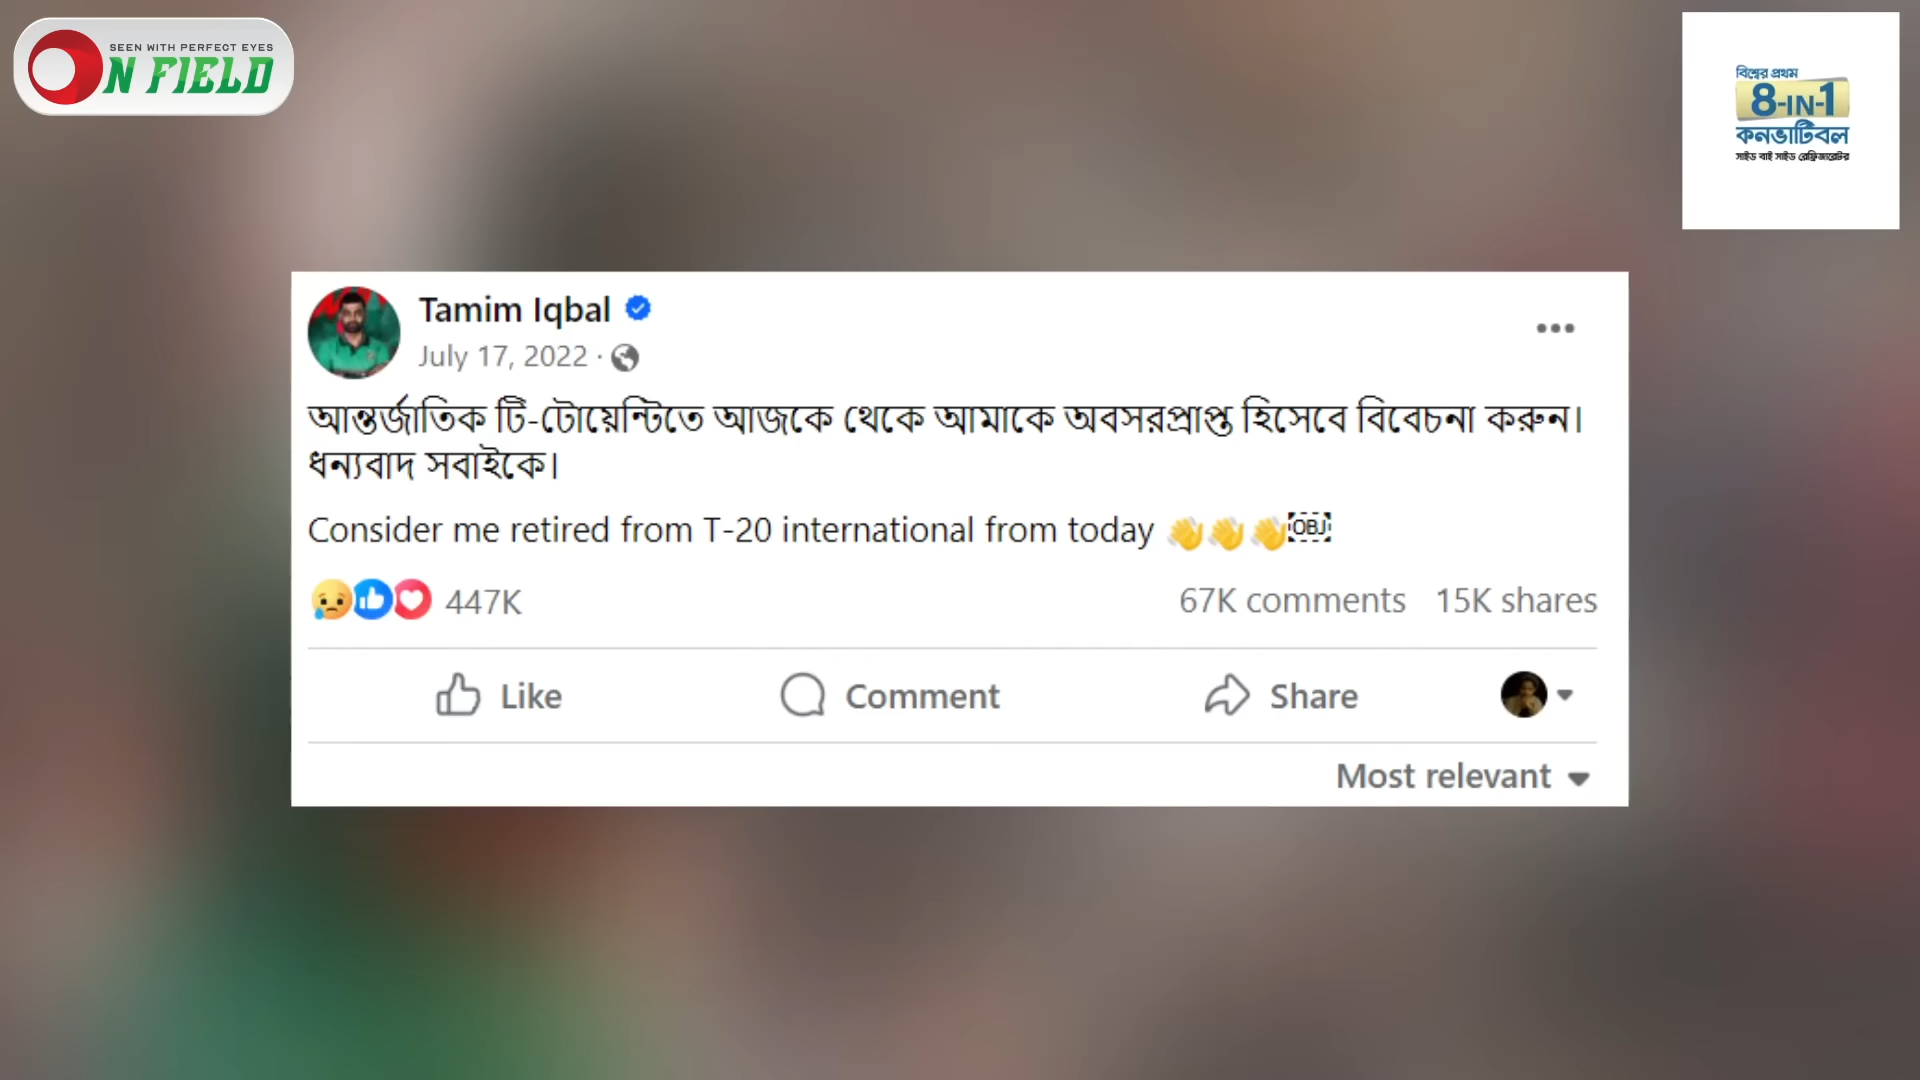 SEEN WITH PERFECT EYES
ON FIELD
বিশ্বের প্রথম
8-IN-1
কনভার্টিবল
সাইড বাই সাইড রেফ্রিজারেটর
Tamim Iqbal
July 17, 2022 ·
আন্তর্জাতিক টি-টোয়েন্টিতে আজকে থেকে আমাকে অবসরপ্রাপ্ত হিসেবে বিবেচনা করুন।
ধন্যবাদ সবাইকে।
Consider me retired from T-20 international from today 👋👋👋OBJ
447K 67K comments 15K shares
Like Comment Share
Most relevant